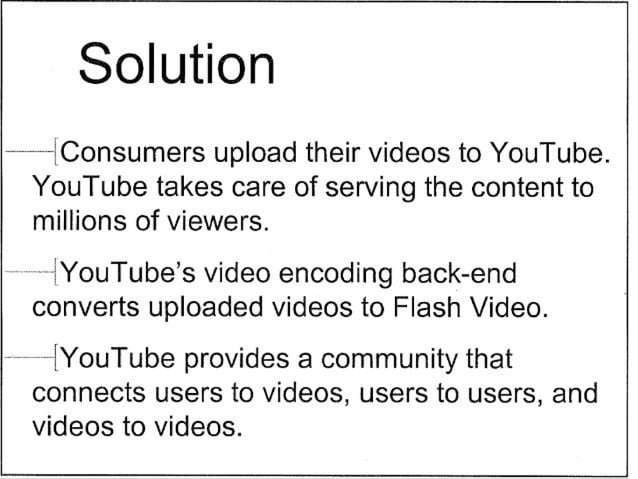 Solution
Consumers upload their videos to YouTube.
YouTube takes care of serving the content to
millions of viewers.
YouTube's video encoding back-end
converts uploaded videos to Flash Video.
YouTube provides a community that
connects users to videos, users to users, and
videos to videos.